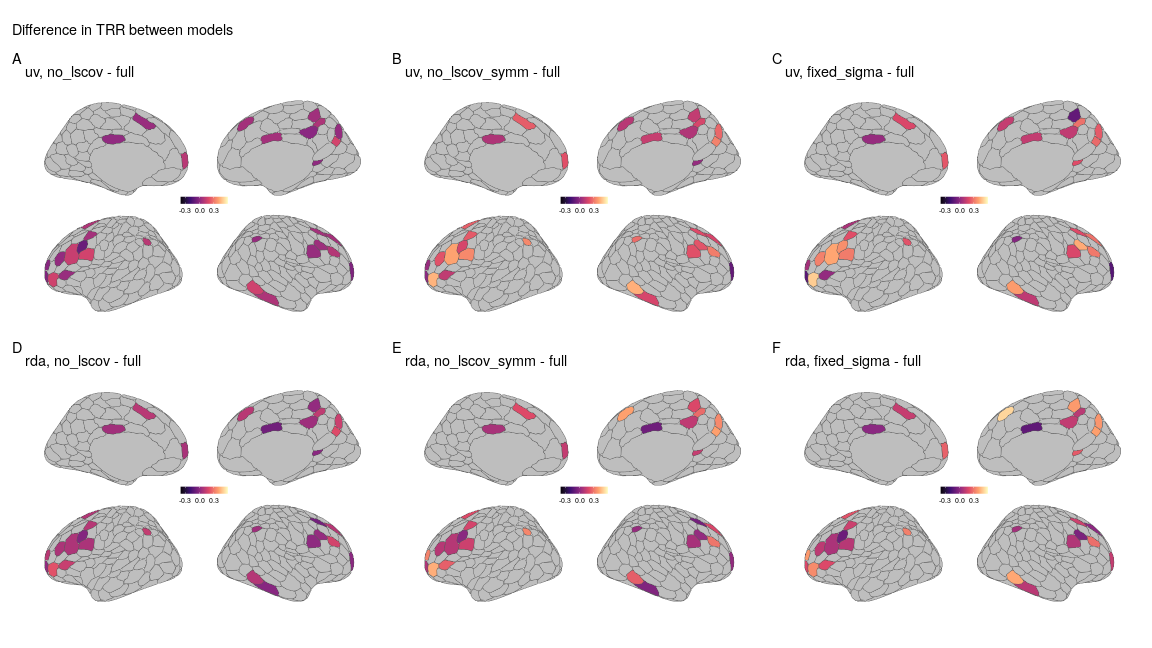 Difference in TRR between models
A
uv, no_lscov - full
B
uv, no_lscov_symm - full
C
uv, fixed_sigma - full
-0.3 0.0 0.3
-0.3 0.0 0.3
-0.3 0.0 0.3
D
rda, no_lscov - full
E
rda, no_lscov_symm - full
F
rda, fixed_sigma - full
-0.3 0.0 0.3
-0.3 0.0 0.3
-0.3 0.0 0.3